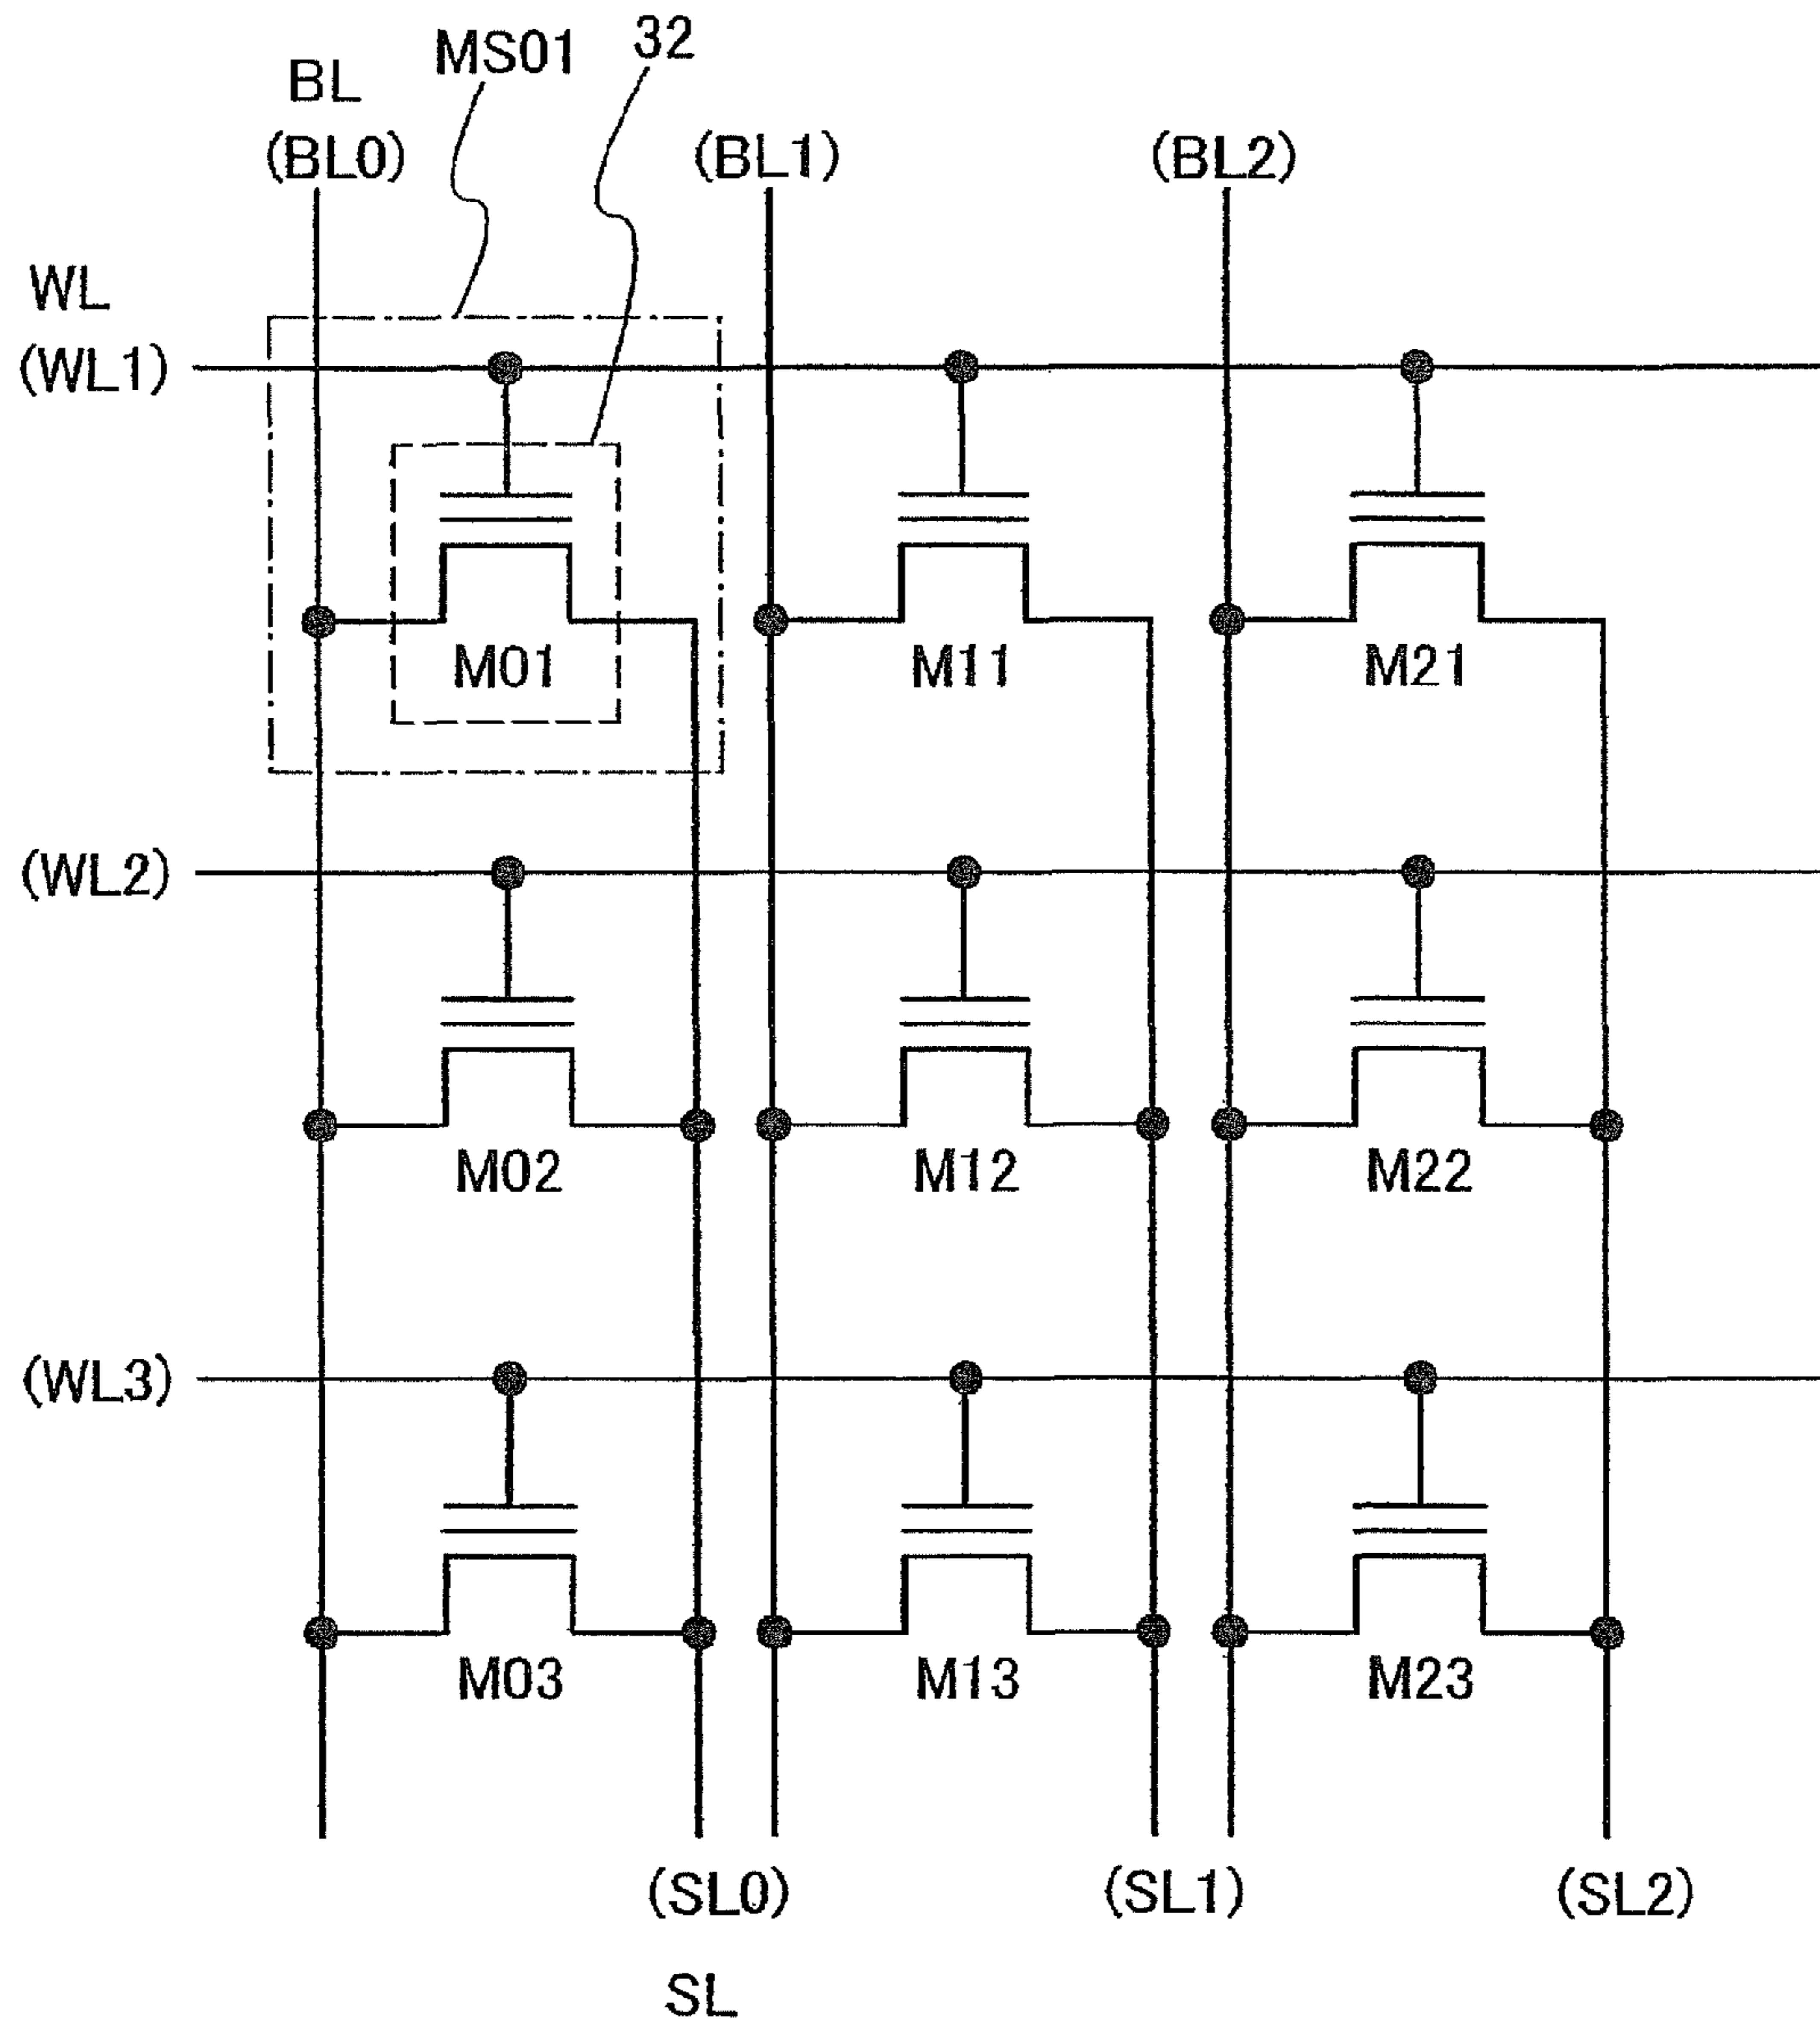 MS01
32
BL
(BL0)
(BL1)
(BL2)
WL
(WL1)
M01
M11
M21
(WL2)
M02
M12
M22
(WL3)
M03
M13
M23
(SL0)
(SL1)
(SL2)
SL